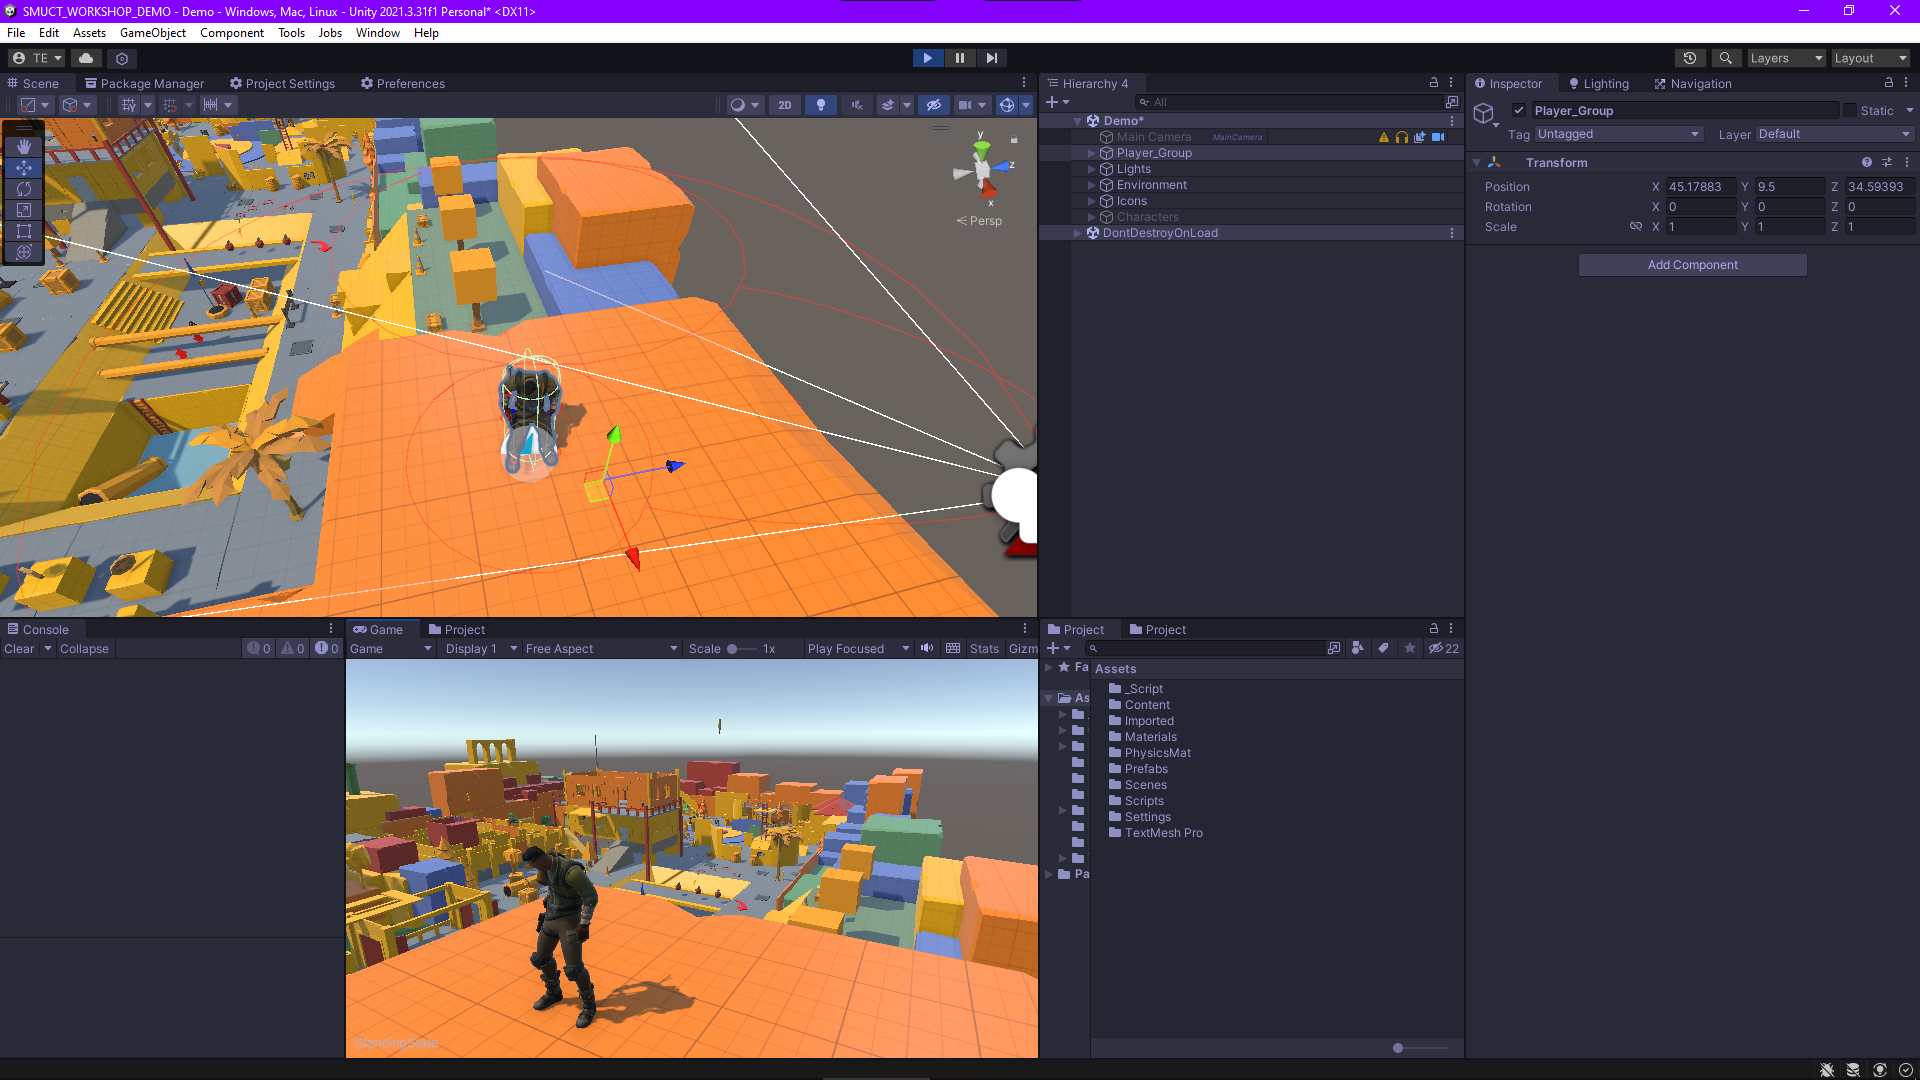 SMUCT_WORKSHOP_DEMO - Demo - Windows, Mac, Linux - Unity 2021.3.31f1 Personal* <DX11>
File Edit Assets GameObject Component Tools Jobs Window Help
TE Layers Layout
Scene Package Manager Project Settings Preferences
2D
y
z
x
Persp
Hierarchy 4
All
Demo*
Main Camera MainCamera
Player_Group
Lights
Environment
Icons
Characters
DontDestroyOnLoad
Inspector Lighting Navigation
Player_Group Static
Tag Untagged Layer Default
Transform
Position X 45.17883 Y 9.5 Z 34.59393
Rotation X 0 Y 0 Z 0
Scale X 1 Y 1 Z 1
Add Component
Console
Clear Collapse 0 0 0
Game Project
Game Display 1 Free Aspect Scale 1x Play Focused Stats Gizm
StandingState
Project Project
22
Fa
As
Pa
Assets
_Script
Content
Imported
Materials
PhysicsMat
Prefabs
Scenes
Scripts
Settings
TextMesh Pro